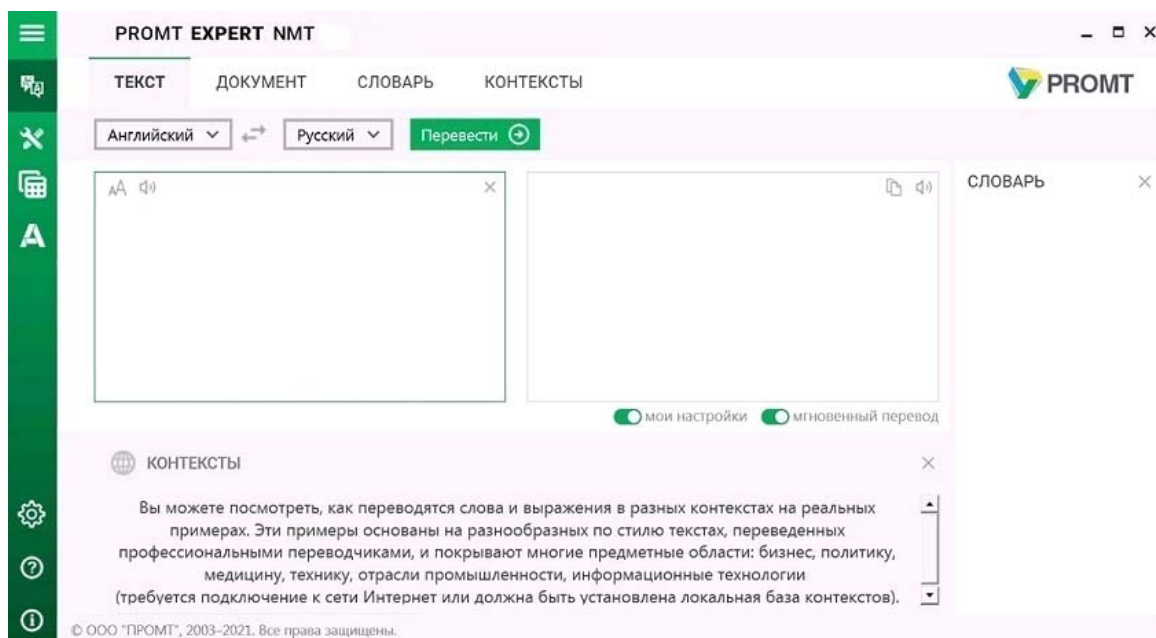 PROMT EXPERT NMT
ТЕКСТ ДОКУМЕНТ СЛОВАРЬ КОНТЕКСТЫ
PROMT
Английский Русский Перевести
СЛОВАРЬ
мои настройки мгновенный перевод
КОНТЕКСТЫ
Вы можете посмотреть, как переводятся слова и выражения в разных контекстах на реальных
примерах. Эти примеры основаны на разнообразных по стилю текстах, переведенных
профессиональными переводчиками, и покрывают многие предметные области: бизнес, политику,
медицину, технику, отрасли промышленности, информационные технологии
(требуется подключение к сети Интернет или должна быть установлена локальная база контекстов).
© ООО "ПРОМТ", 2003–2021. Все права защищены.